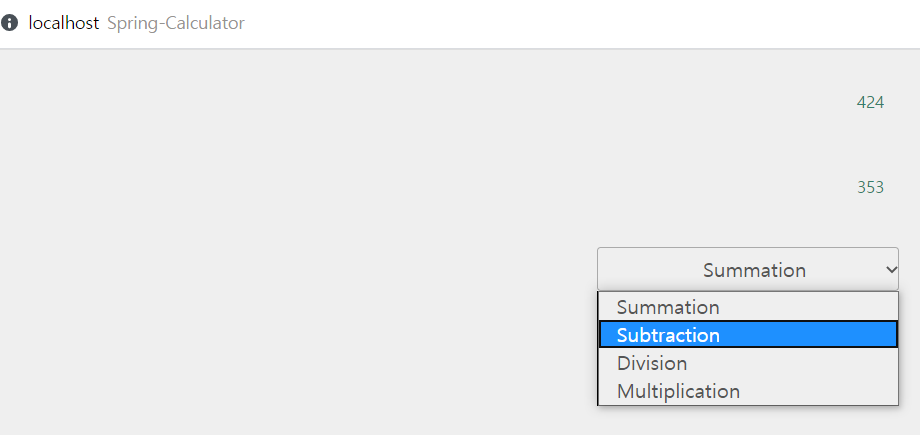 localhost Spring-Calculator
424
353
Summation
Summation
Subtraction
Division
Multiplication